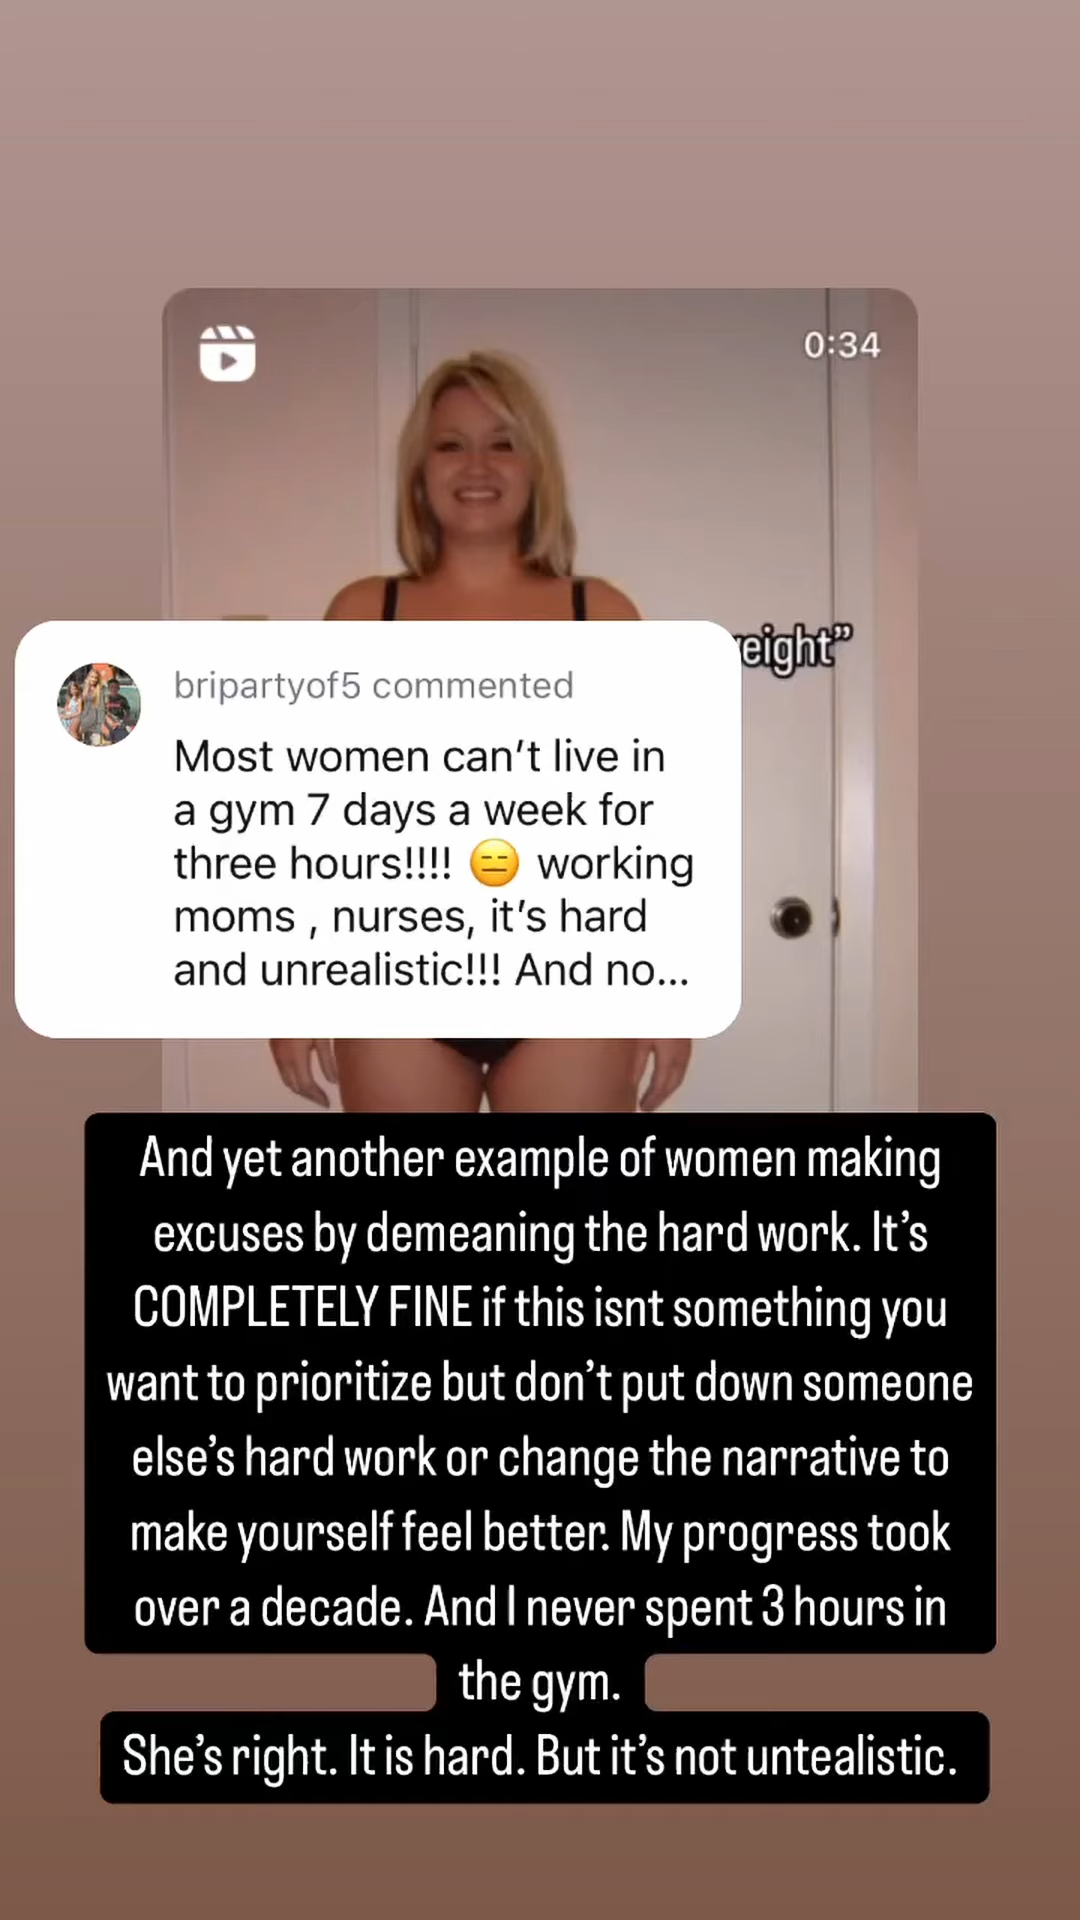 0:34
eight”
bripartyof5 commented
Most women can’t live in
a gym 7 days a week for
three hours!!!! 😑 working
moms , nurses, it’s hard
and unrealistic!!! And no...
And yet another example of women making
excuses by demeaning the hard work. It’s
COMPLETELY FINE if this isnt something you
want to prioritize but don’t put down someone
else’s hard work or change the narrative to
make yourself feel better. My progress took
over a decade. And I never spent 3 hours in
the gym.
She’s right. It is hard. But it’s not untealistic.